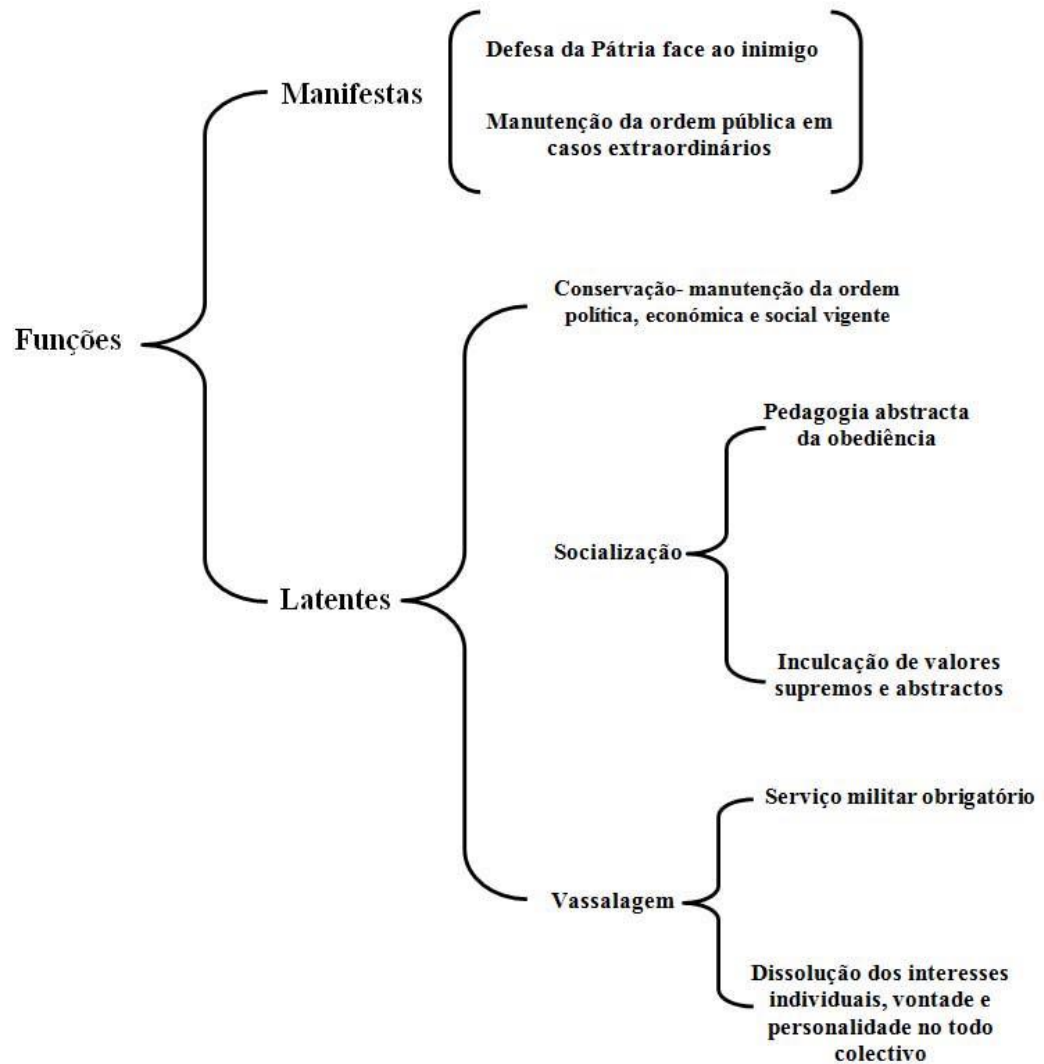 Funções
Manifestas
Defesa da Pátria face ao inimigo
Manutenção da ordem pública em
casos extraordinários
Latentes
Conservação- manutenção da ordem
política, económica e social vigente
Socialização
Pedagogia abstracta
da obediência
Inculcação de valores
supremos e abstractos
Vassalagem
Serviço militar obrigatório
Dissolução dos interesses
individuais, vontade e
personalidade no todo
colectivo